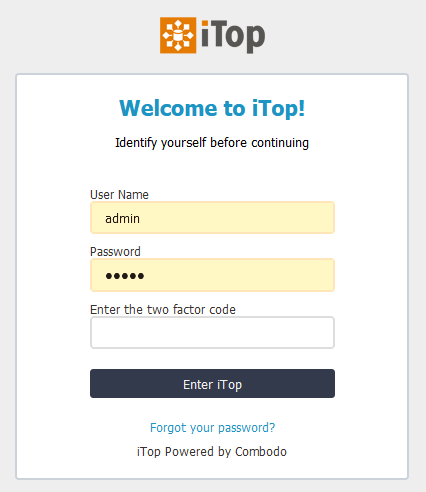 iTop
Welcome to iTop!
Identify yourself before continuing
User Name
admin
Password
•••••
Enter the two factor code
Enter iTop
Forgot your password?
iTop Powered by Combodo